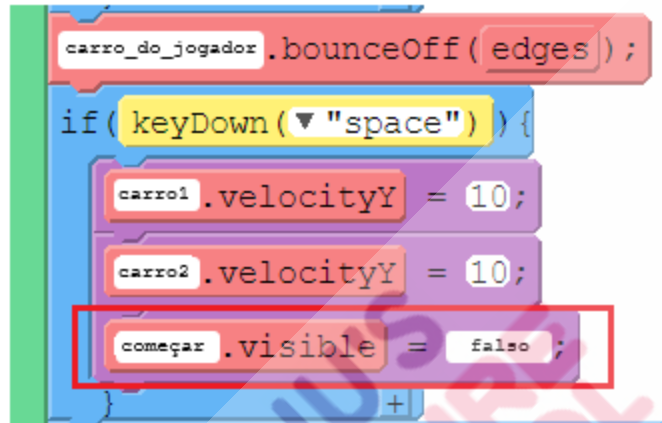 carro_do_jogador.bounceOff(edges);
if(keyDown(▼"space")){
carro1.velocityY = 10;
carro2.velocityY = 10;
começar.visible = falso;
}
+